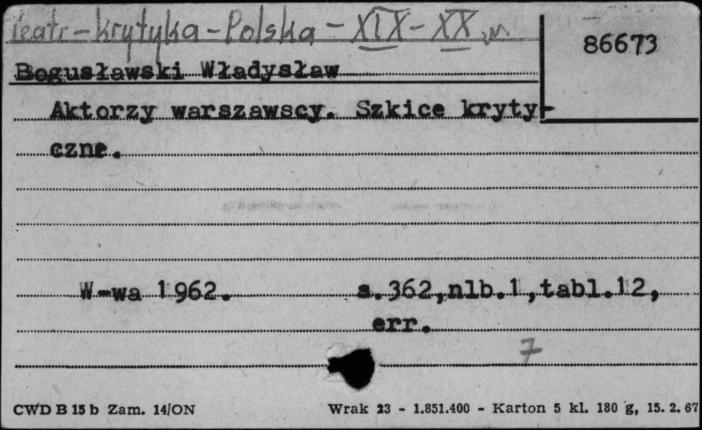 Teatr - krytyka - Polska - XIX - XX w
86673
Bogusławski Władysław
Aktorzy warszawscy. Szkice kryty-
czne.
W-wa 1962. s.362,nlb.1,tabl.12,
err.
7
CWD B 15 b Zam. 14/ON Wrak 23 - 1.851.400 - Karton 5 kl. 180 g, 15. 2. 67